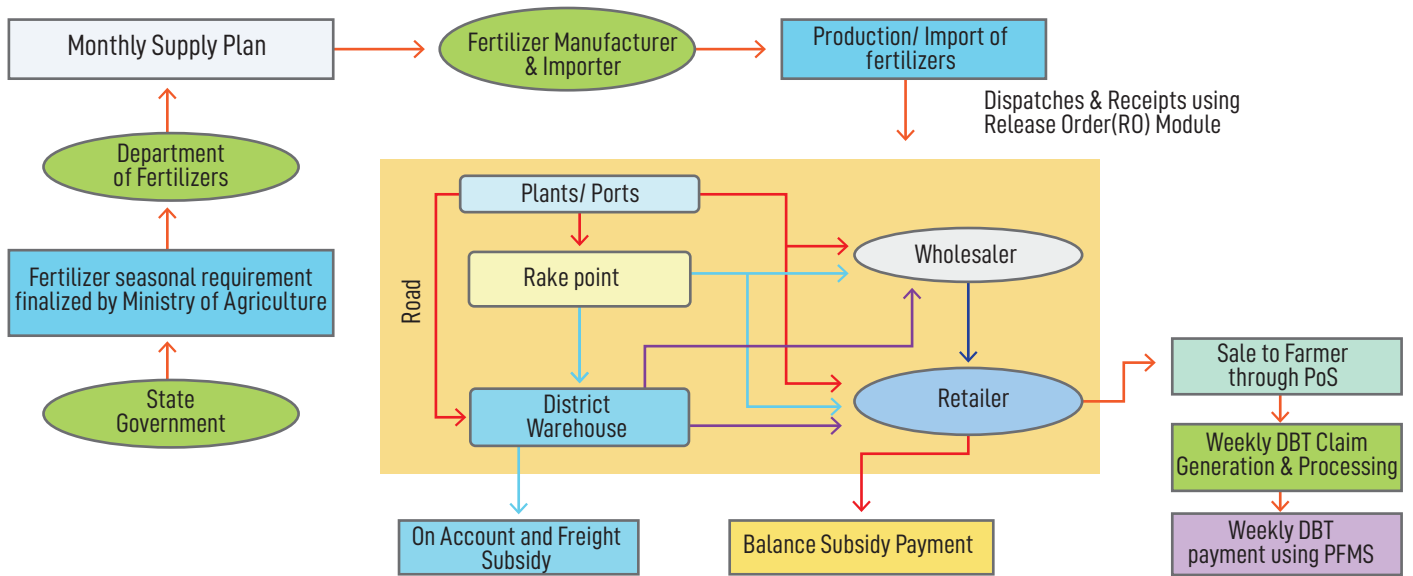 Monthly Supply Plan
Fertilizer Manufacturer
& Importer
Production/ Import of
fertilizers
Dispatches & Receipts using
Release Order(RO) Module
Department
of Fertilizers
Fertilizer seasonal requirement
finalized by Ministry of Agriculture
State
Government
Plants/ Ports
Rake point
Road
District
Warehouse
Wholesaler
Retailer
On Account and Freight
Subsidy
Balance Subsidy Payment
Sale to Farmer
through PoS
Weekly DBT Claim
Generation & Processing
Weekly DBT
payment using PFMS